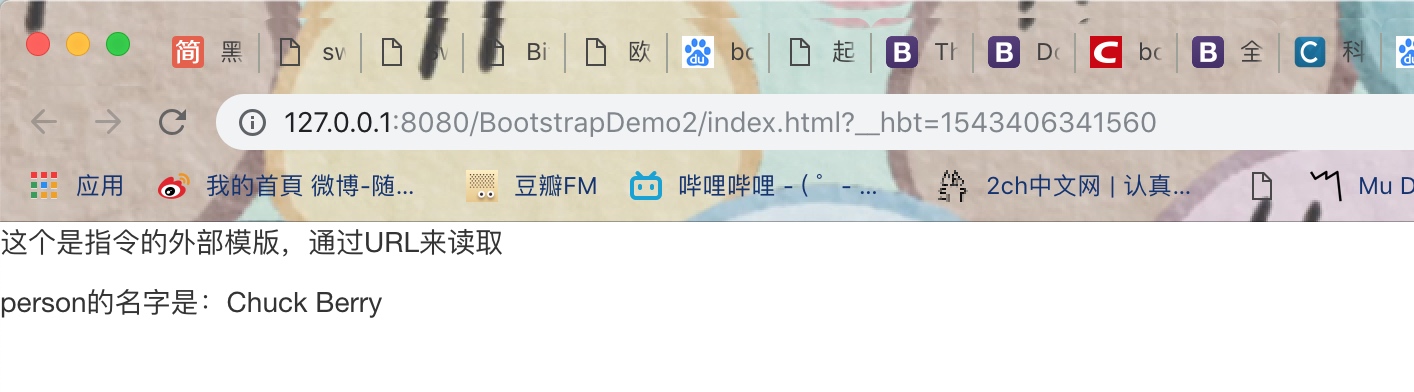 简 黑 sw sw Bi 欧 du bc 起 B Th B Do C bc B 全 C 科 du
127.0.0.1:8080/BootstrapDemo2/index.html?__hbt=1543406341560
应用 我的首頁 微博-随... 豆瓣FM 哔哩哔哩 - ( ゜- ... 2ch中文网 | 认真... Mu D
这个是指令的外部模版，通过URL来读取
person的名字是：Chuck Berry